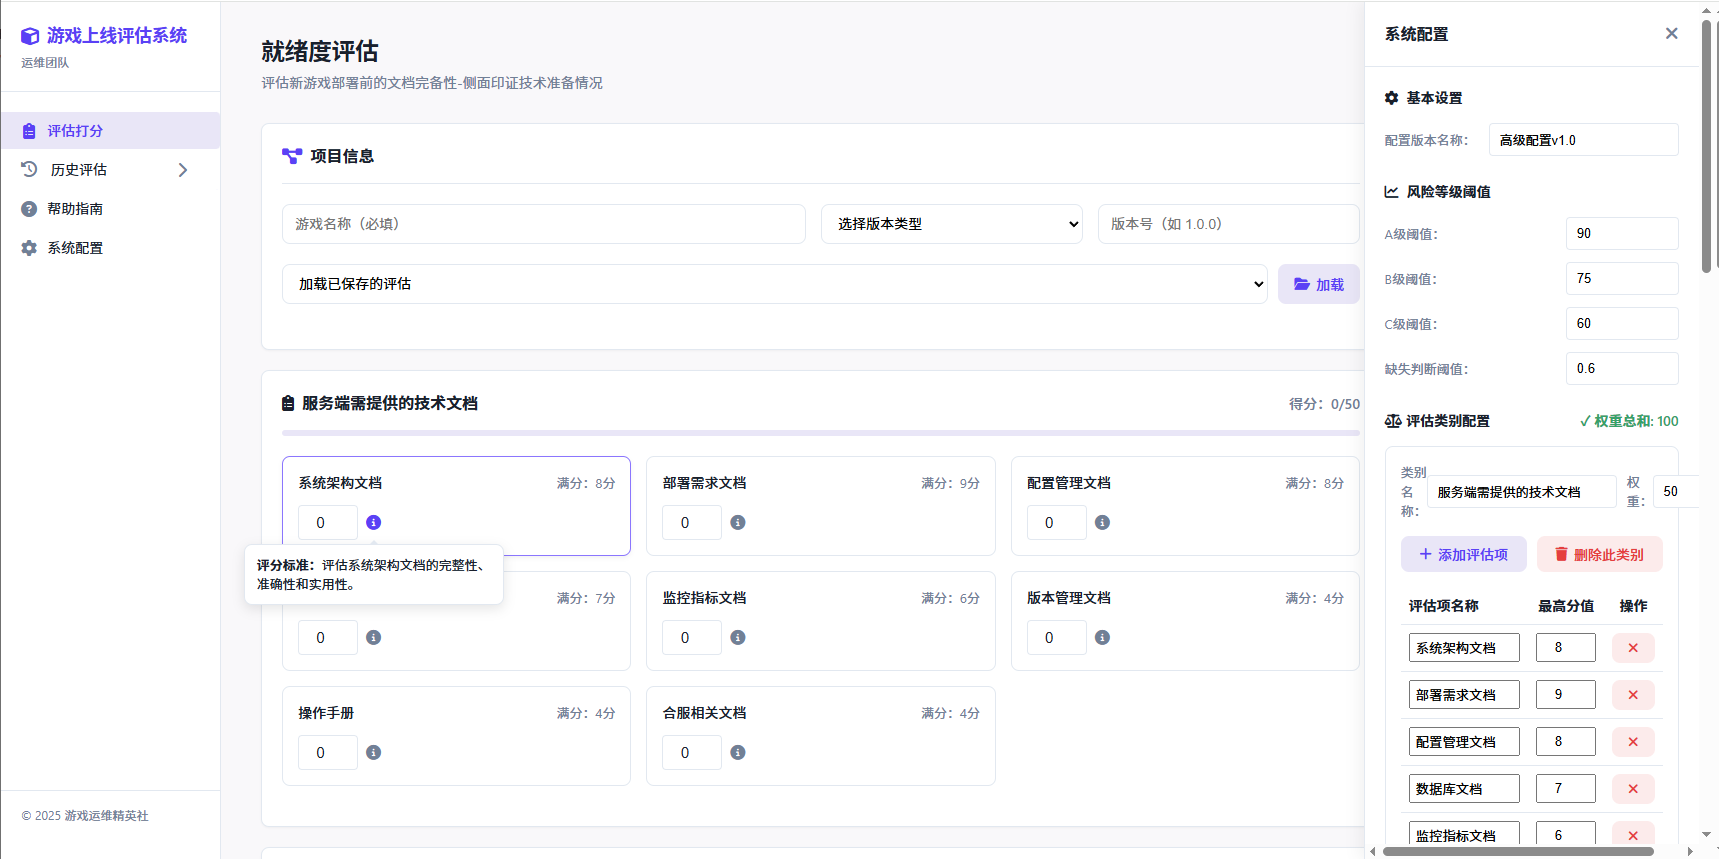 游戏上线评估系统
运维团队
评估打分
历史评估
帮助指南
系统配置
© 2025 游戏运维精英社
就绪度评估
评估新游戏部署前的文档完备性-侧面印证技术准备情况
项目信息
游戏名称（必填）
选择版本类型
版本号（如 1.0.0）
加载已保存的评估
加载
服务端需提供的技术文档
得分：0/50
系统架构文档
满分：8分
0
部署需求文档
满分：9分
0
配置管理文档
满分：8分
0
评分标准：评估系统架构文档的完整性、
准确性和实用性。
满分：7分
0
监控指标文档
满分：6分
0
版本管理文档
满分：4分
0
操作手册
满分：4分
0
合服相关文档
满分：4分
0
系统配置
基本设置
配置版本名称：
高级配置v1.0
风险等级阈值
A级阈值：
90
B级阈值：
75
C级阈值：
60
缺失判断阈值：
0.6
评估类别配置
✓ 权重总和: 100
类别
名
称：
服务端需提供的技术文档
权
重：
50
添加评估项
删除此类别
评估项名称
最高分值
操作
系统架构文档
8
部署需求文档
9
配置管理文档
8
数据库文档
7
监控指标文档
6